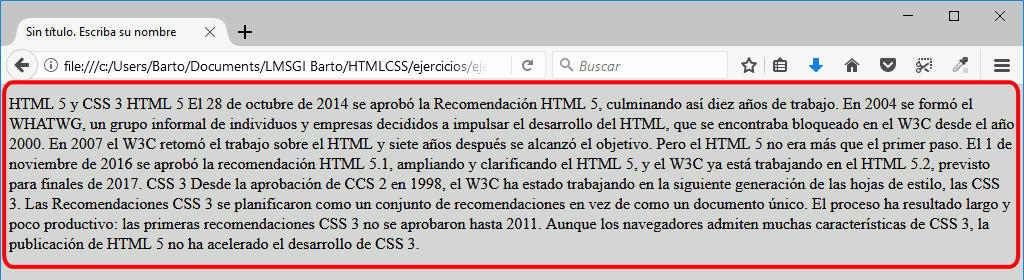 Sin título. Escriba su nombre
file:///c:/Users/Barto/Documents/LMSGI Barto/HTMLCSS/ejercicios/eje
Buscar
HTML 5 y CSS 3 HTML 5 El 28 de octubre de 2014 se aprobó la Recomendación HTML 5, culminando así diez años de trabajo. En 2004 se formó el
WHATWG, un grupo informal de individuos y empresas decididos a impulsar el desarrollo del HTML, que se encontraba bloqueado en el W3C desde el año
2000. En 2007 el W3C retomó el trabajo sobre el HTML y siete años después se alcanzó el objetivo. Pero el HTML 5 no era más que el primer paso. El 1 de
noviembre de 2016 se aprobó la recomendación HTML 5.1, ampliando y clarificando el HTML 5, y el W3C ya está trabajando en el HTML 5.2, previsto
para finales de 2017. CSS 3 Desde la aprobación de CCS 2 en 1998, el W3C ha estado trabajando en la siguiente generación de las hojas de estilo, las CSS
3. Las Recomendaciones CSS 3 se planificaron como un conjunto de recomendaciones en vez de como un documento único. El proceso ha resultado largo y
poco productivo: las primeras recomendaciones CSS 3 no se aprobaron hasta 2011. Aunque los navegadores admiten muchas características de CSS 3, la
publicación de HTML 5 no ha acelerado el desarrollo de CSS 3.